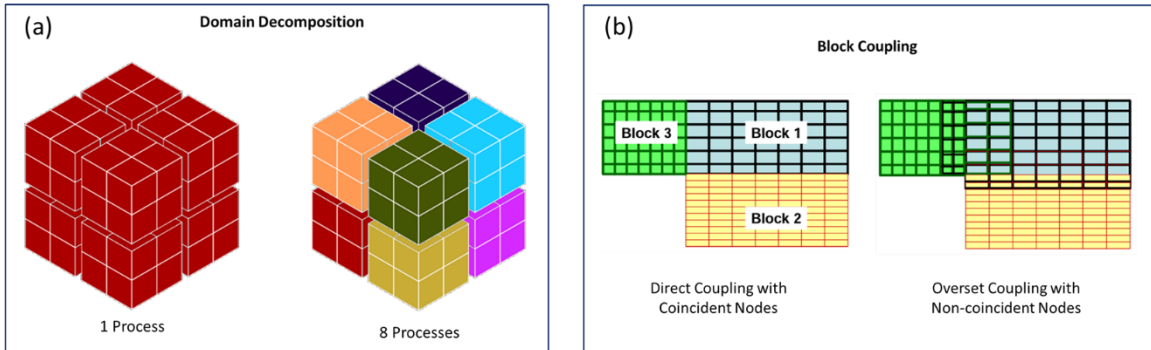 (a)
Domain Decomposition
1 Process
8 Processes
(b)
Block Coupling
Block 3
Block 1
Block 2
Direct Coupling with
Coincident Nodes
Overset Coupling with
Non-coincident Nodes